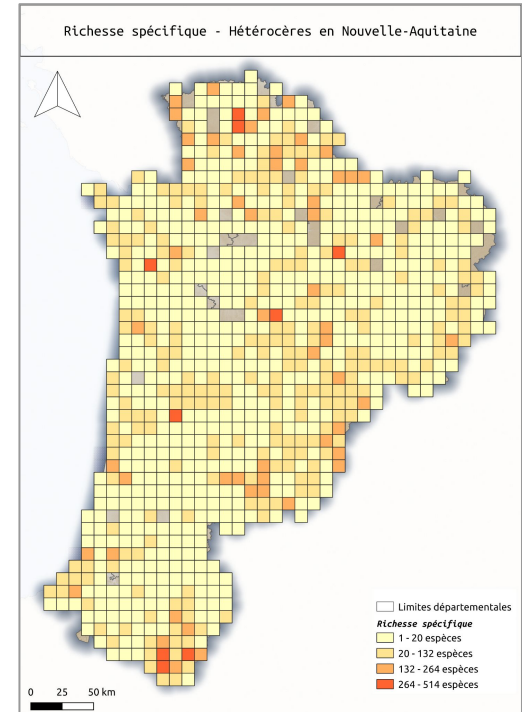 Richesse spécifique - Hétérocères en Nouvelle-Aquitaine
Limites départementales
Richesse spécifique
1 - 20 espèces
20 - 132 espèces
132 - 264 espèces
264 - 514 espèces
0 25 50 km